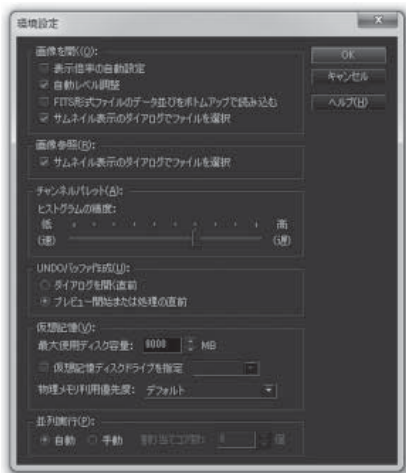 環境設定
画像を開く(O):
表示倍率の自動設定
自動レベル調整
FITS形式ファイルのデータ並びをボトムアップで読み込む
サムネイル表示のダイアログでファイルを選択
画像参照(R):
サムネイル表示のダイアログでファイルを選択
チャンネルパレット(A):
ヒストグラムの精度:
低 高
(速) (遅)
UNDOバッファ作成(U):
ダイアログを開く直前
プレビュー開始または処理の直前
仮想記憶(V):
最大使用ディスク容量: 8000 MB
仮想記憶ディスクドライブを指定
物理メモリ利用優先度: デフォルト
並列実行(P):
自動 手動 割り当てコア数: 8 個
OK
キャンセル
ヘルプ(H)